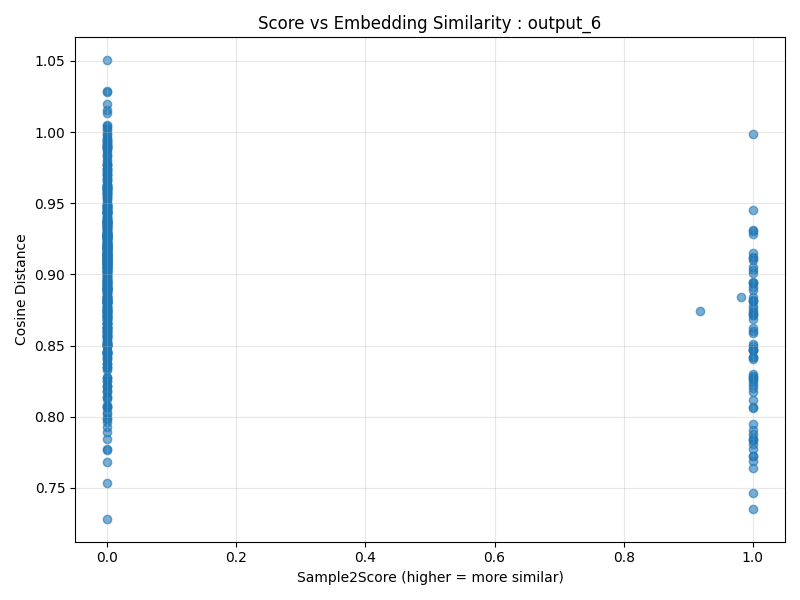 Score vs Embedding Similarity : output_6
Cosine Distance
1.05
1.00
0.95
0.90
0.85
0.80
0.75
0.0 0.2 0.4 0.6 0.8 1.0
Sample2Score (higher = more similar)